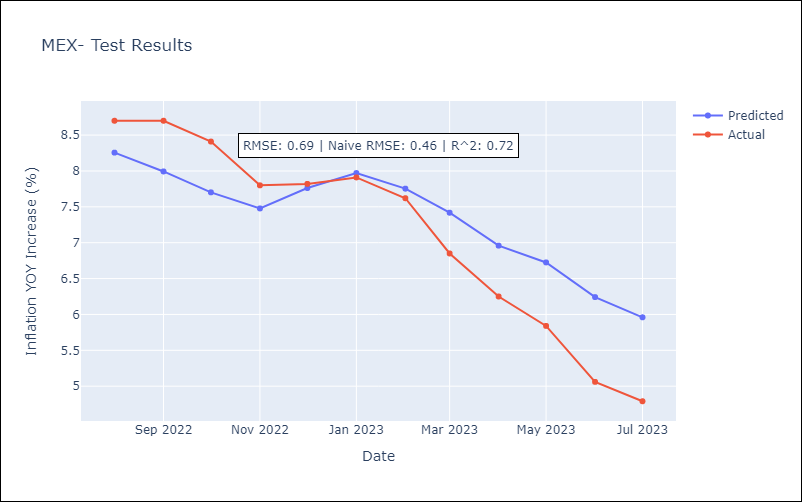 MEX- Test Results
Predicted
Actual
RMSE: 0.69 | Naive RMSE: 0.46 | R^2: 0.72
Inflation YOY Increase (%)
8.5
8
7.5
7
6.5
6
5.5
5
Sep 2022
Nov 2022
Jan 2023
Mar 2023
May 2023
Jul 2023
Date